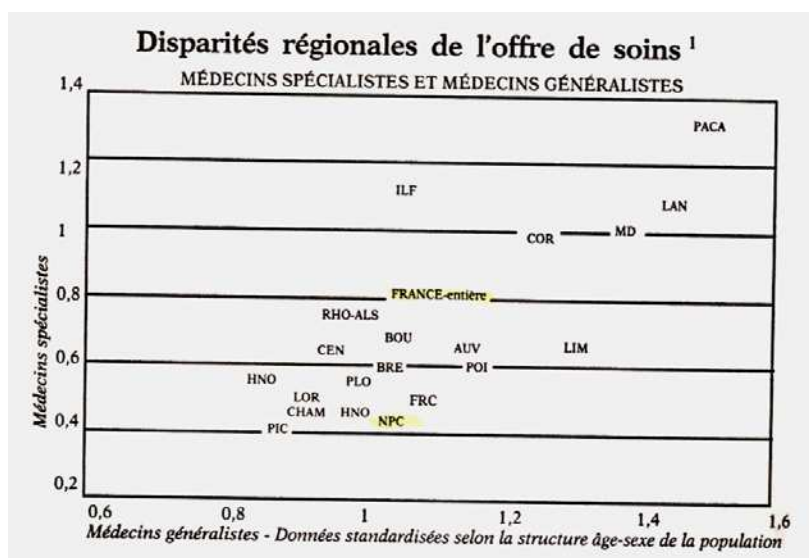 Disparités régionales de l'offre de soins 1
MÉDECINS SPÉCIALISTES ET MÉDECINS GÉNÉRALISTES
1,4
PACA
1,2
ILF
LAN
1
COR
MD
0,8
FRANCE-entière
RHO-ALS
BOU
CEN
AUV
LIM
0,6
BRE
POI
HNO
PLO
LOR
FRC
CHAM
HNO
NPC
0,4
PIC
0,2
Médecins spécialistes
0,6 0,8 1 1,2 1,4 1,6
Médecins généralistes - Données standardisées selon la structure âge-sexe de la population